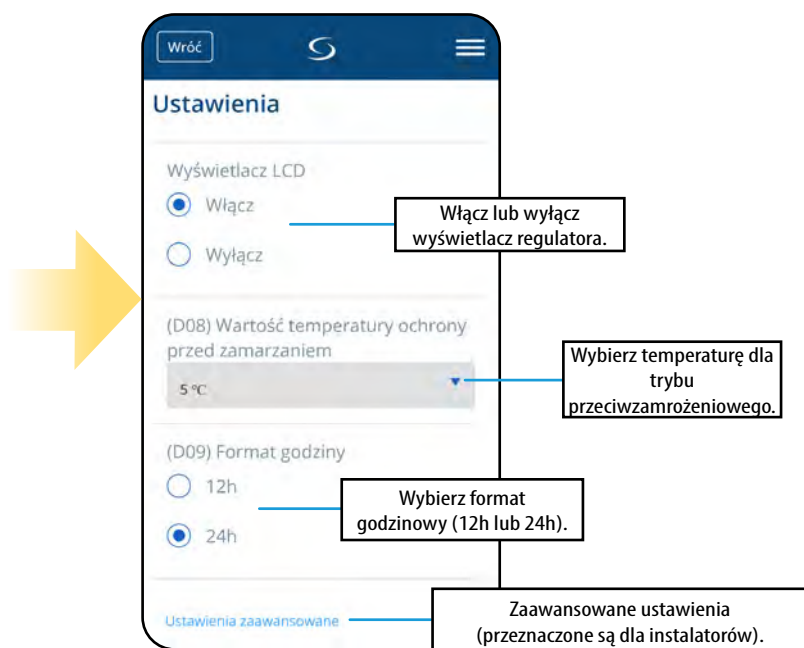 Wróć
Ustawienia
Wyświetlacz LCD
Włącz
Wyłącz
Włącz lub wyłącz
wyświetlacz regulatora.
(D08) Wartość temperatury ochrony
przed zamarzaniem
5 °C
Wybierz temperaturę dla
trybu
przeciwzamrożeniowego.
(D09) Format godziny
12h
24h
Wybierz format
godzinowy (12h lub 24h).
Ustawienia zaawansowane
Zaawansowane ustawienia
(przeznaczone są dla instalatorów).